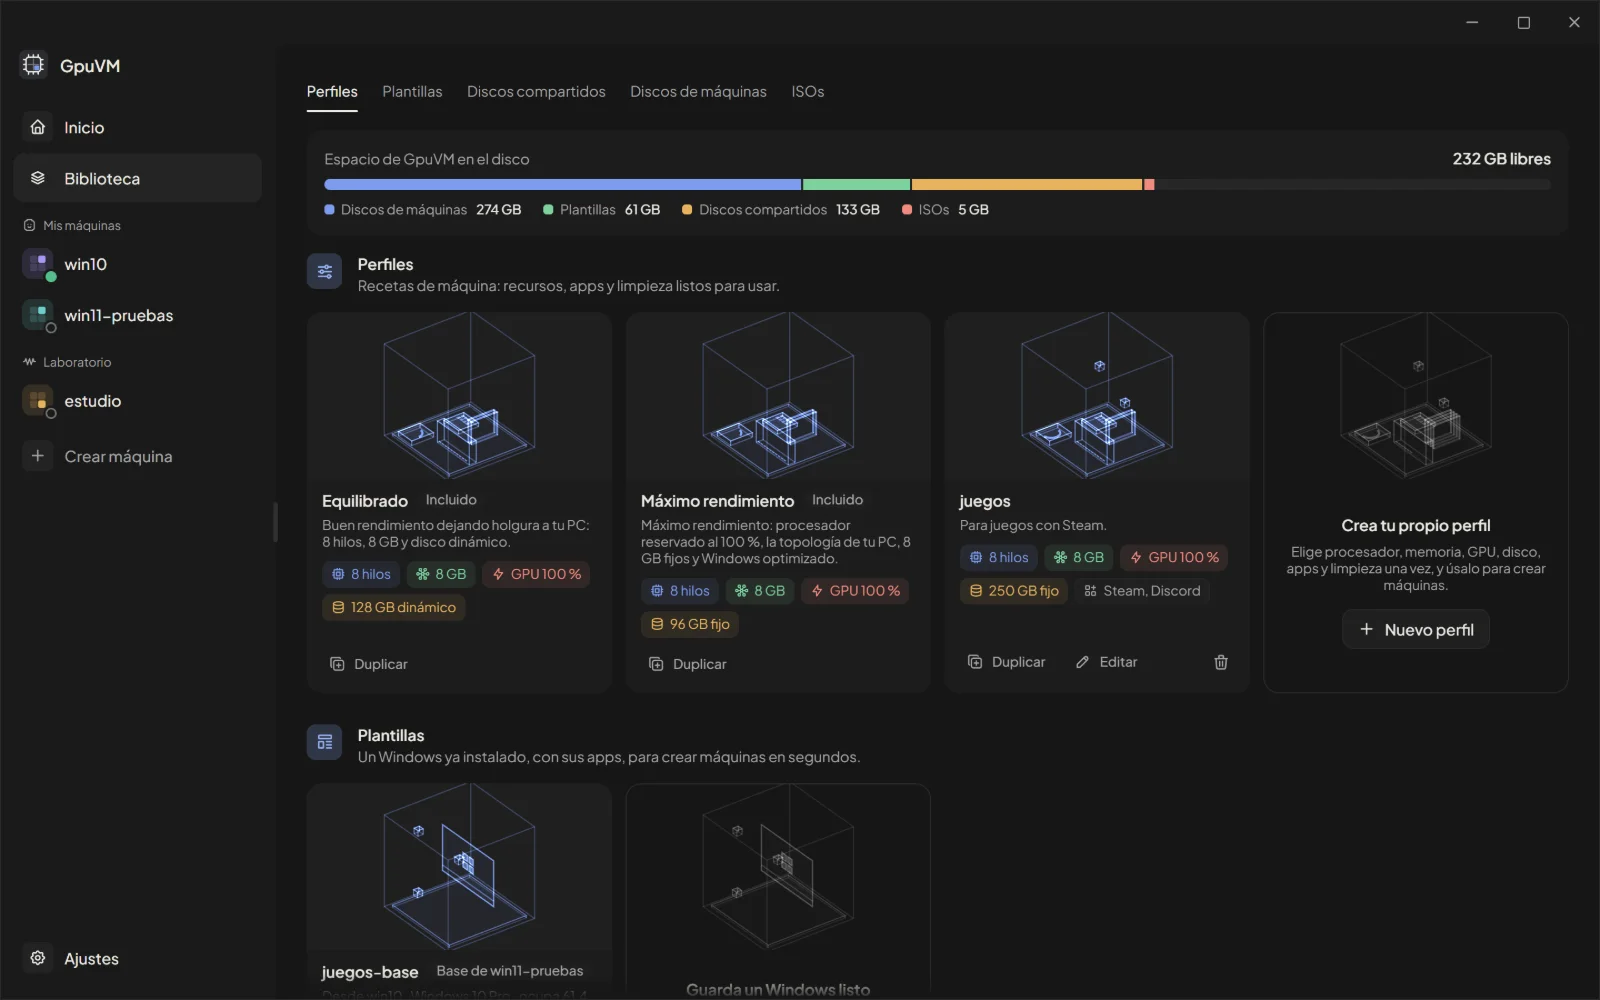 GpuVM
Inicio
Biblioteca
Mis máquinas
win10
win11-pruebas
Laboratorio
estudio
Crear máquina
Ajustes
Perfiles
Plantillas
Discos compartidos
Discos de máquinas
ISOs
Espacio de GpuVM en el disco
232 GB libres
Discos de máquinas 274 GB
Plantillas 61 GB
Discos compartidos 133 GB
ISOs 5 GB
Perfiles
Recetas de máquina: recursos, apps y limpieza listos para usar.
Equilibrado Incluido
Buen rendimiento dejando holgura a tu PC:
8 hilos, 8 GB y disco dinámico.
8 hilos
8 GB
GPU 100 %
128 GB dinámico
Duplicar
Máximo rendimiento Incluido
Máximo rendimiento: procesador
reservado al 100 %, la topología de tu PC, 8
GB fijos y Windows optimizado.
8 hilos
8 GB
GPU 100 %
96 GB fijo
Duplicar
juegos
Para juegos con Steam.
8 hilos
8 GB
GPU 100 %
250 GB fijo
Steam, Discord
Duplicar
Editar
Crea tu propio perfil
Elige procesador, memoria, GPU, disco,
apps y limpieza una vez, y úsalo para crear
máquinas.
Nuevo perfil
Plantillas
Un Windows ya instalado, con sus apps, para crear máquinas en segundos.
juegos-base Base de win11-pruebas
Desde win10 · Windows 10 Pro · ocupa 61,4
Guarda un Windows listo